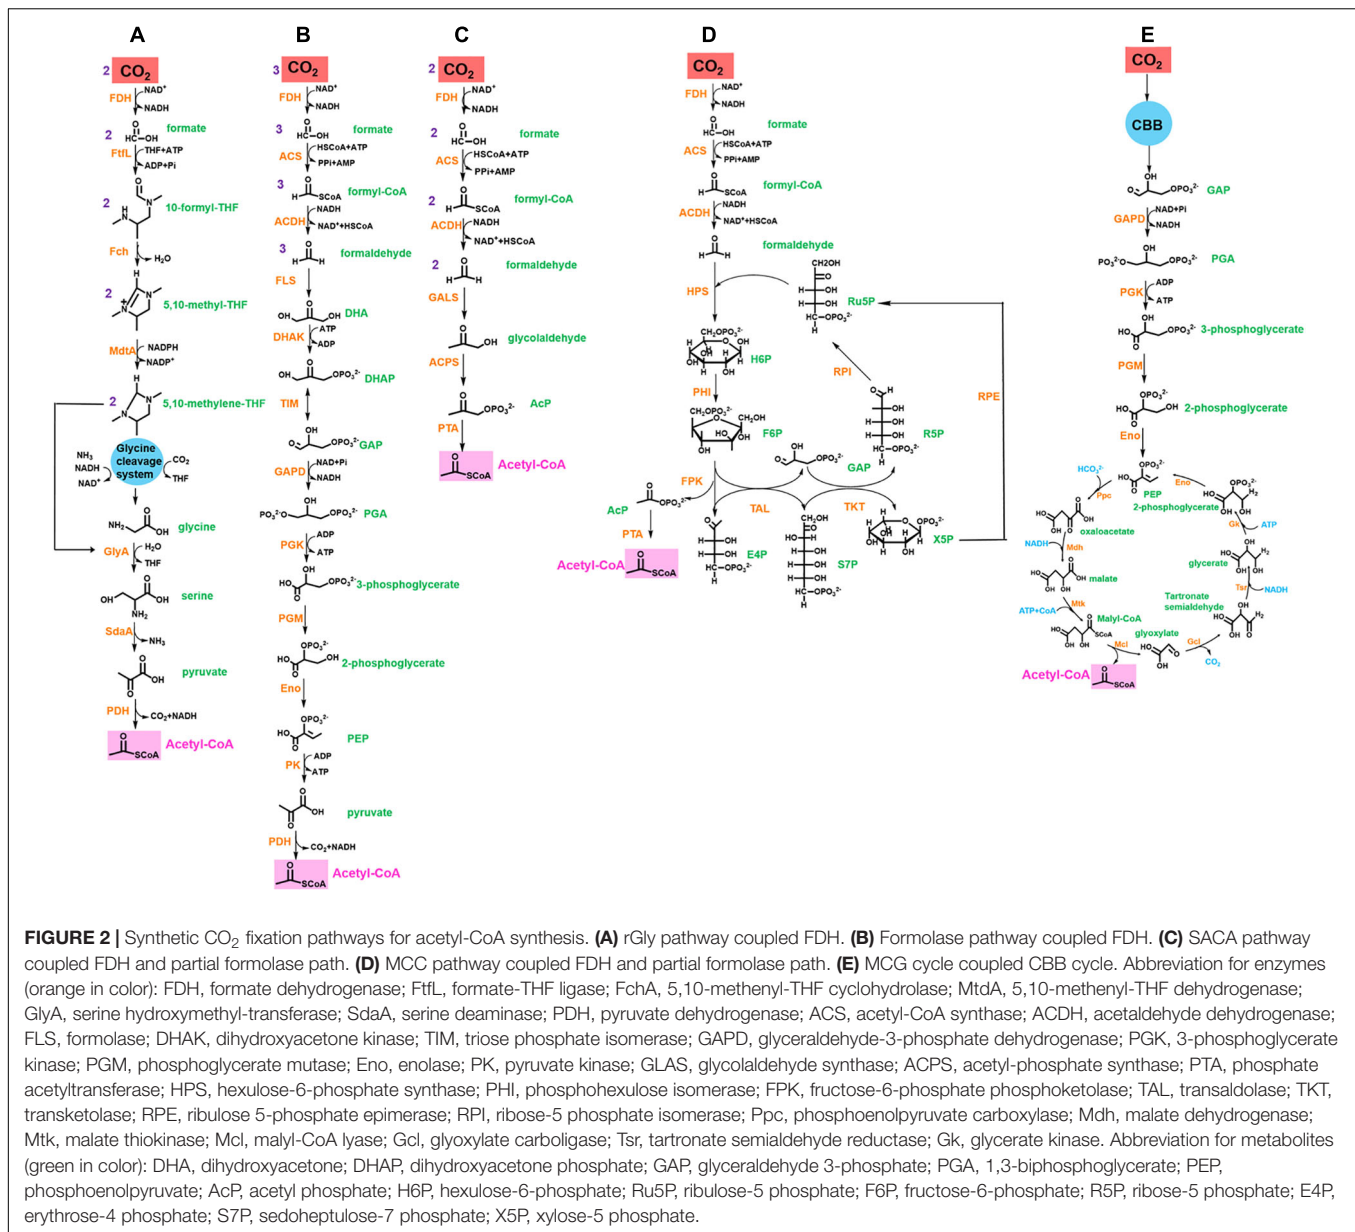 A
2 CO2
FDH
NAD+
NADH
2
formate
FtfL
THF+ATP
ADP+Pi
2
10-formyl-THF
Fch
H2O
2
5,10-methyl-THF
MdtA
NADPH
NADP+
2
5,10-methylene-THF
Glycine
cleavage
system
NH3
NADH
NAD+
CO2
THF
glycine
GlyA
H2O
THF
serine
SdaA
NH3
pyruvate
PDH
CO2+NADH
Acetyl-CoA
B
3 CO2
FDH
NAD+
NADH
3
formate
ACS
HSCoA+ATP
PPi+AMP
3
formyl-CoA
ACDH
NADH
NAD++HSCoA
3
formaldehyde
FLS
DHA
DHAK
ATP
ADP
DHAP
TIM
GAP
GAPD
NAD+Pi
NADH
PGA
PGK
ADP
ATP
3-phosphoglycerate
PGM
2-phosphoglycerate
Eno
PEP
PK
ADP
ATP
pyruvate
PDH
CO2+NADH
Acetyl-CoA
C
2 CO2
FDH
NAD+
NADH
2
formate
ACS
HSCoA+ATP
PPi+AMP
2
formyl-CoA
ACDH
NADH
NAD++HSCoA
2
formaldehyde
GALS
glycolaldehyde
ACPS
AcP
PTA
Acetyl-CoA
D
CO2
FDH
NAD+
NADH
formate
ACS
HSCoA+ATP
PPi+AMP
formyl-CoA
ACDH
NADH
NAD++HSCoA
formaldehyde
HPS
Ru5P
H6P
PHI
RPI
RPE
F6P
R5P
GAP
FPK
AcP
TAL
TKT
PTA
E4P
S7P
X5P
Acetyl-CoA
E
CO2
CBB
GAP
GAPD
NAD+Pi
NADH
PGA
PGK
ADP
ATP
3-phosphoglycerate
PGM
2-phosphoglycerate
Eno
HCO32-
Ppc
PEP
Eno
2-phosphoglycerate
oxaloacetate
Gk
ATP
NADH
Mdh
glycerate
malate
Tsr
NADH
ATP+CoA
Mtk
Tartronate
semialdehyde
Malyl-CoA
glyoxylate
Mcl
Gcl
CO2
Acetyl-CoA
FIGURE 2 | Synthetic CO2 fixation pathways for acetyl-CoA synthesis. (A) rGly pathway coupled FDH. (B) Formolase pathway coupled FDH. (C) SACA pathway
coupled FDH and partial formolase path. (D) MCC pathway coupled FDH and partial formolase path. (E) MCG cycle coupled CBB cycle. Abbreviation for enzymes
(orange in color): FDH, formate dehydrogenase; FtfL, formate-THF ligase; FchA, 5,10-methenyl-THF cyclohydrolase; MtdA, 5,10-methenyl-THF dehydrogenase;
GlyA, serine hydroxymethyl-transferase; SdaA, serine deaminase; PDH, pyruvate dehydrogenase; ACS, acetyl-CoA synthase; ACDH, acetaldehyde dehydrogenase;
FLS, formolase; DHAK, dihydroxyacetone kinase; TIM, triose phosphate isomerase; GAPD, glyceraldehyde-3-phosphate dehydrogenase; PGK, 3-phosphoglycerate
kinase; PGM, phosphoglycerate mutase; Eno, enolase; PK, pyruvate kinase; GLAS, glycolaldehyde synthase; ACPS, acetyl-phosphate synthase; PTA, phosphate
acetyltransferase; HPS, hexulose-6-phosphate synthase; PHI, phosphohexulose isomerase; FPK, fructose-6-phosphate phosphoketolase; TAL, transaldolase; TKT,
transketolase; RPE, ribulose 5-phosphate epimerase; RPI, ribose-5 phosphate isomerase; Ppc, phosphoenolpyruvate carboxylase; Mdh, malate dehydrogenase;
Mtk, malate thiokinase; Mcl, malyl-CoA lyase; Gcl, glyoxylate carboligase; Tsr, tartronate semialdehyde reductase; Gk, glycerate kinase. Abbreviation for metabolites
(green in color): DHA, dihydroxyacetone; DHAP, dihydroxyacetone phosphate; GAP, glyceraldehyde 3-phosphate; PGA, 1,3-biphosphoglycerate; PEP,
phosphoenolpyruvate; AcP, acetyl phosphate; H6P, hexulose-6-phosphate; Ru5P, ribulose-5 phosphate; F6P, fructose-6-phosphate; R5P, ribose-5 phosphate; E4P,
erythrose-4 phosphate; S7P, sedoheptulose-7 phosphate; X5P, xylose-5 phosphate.